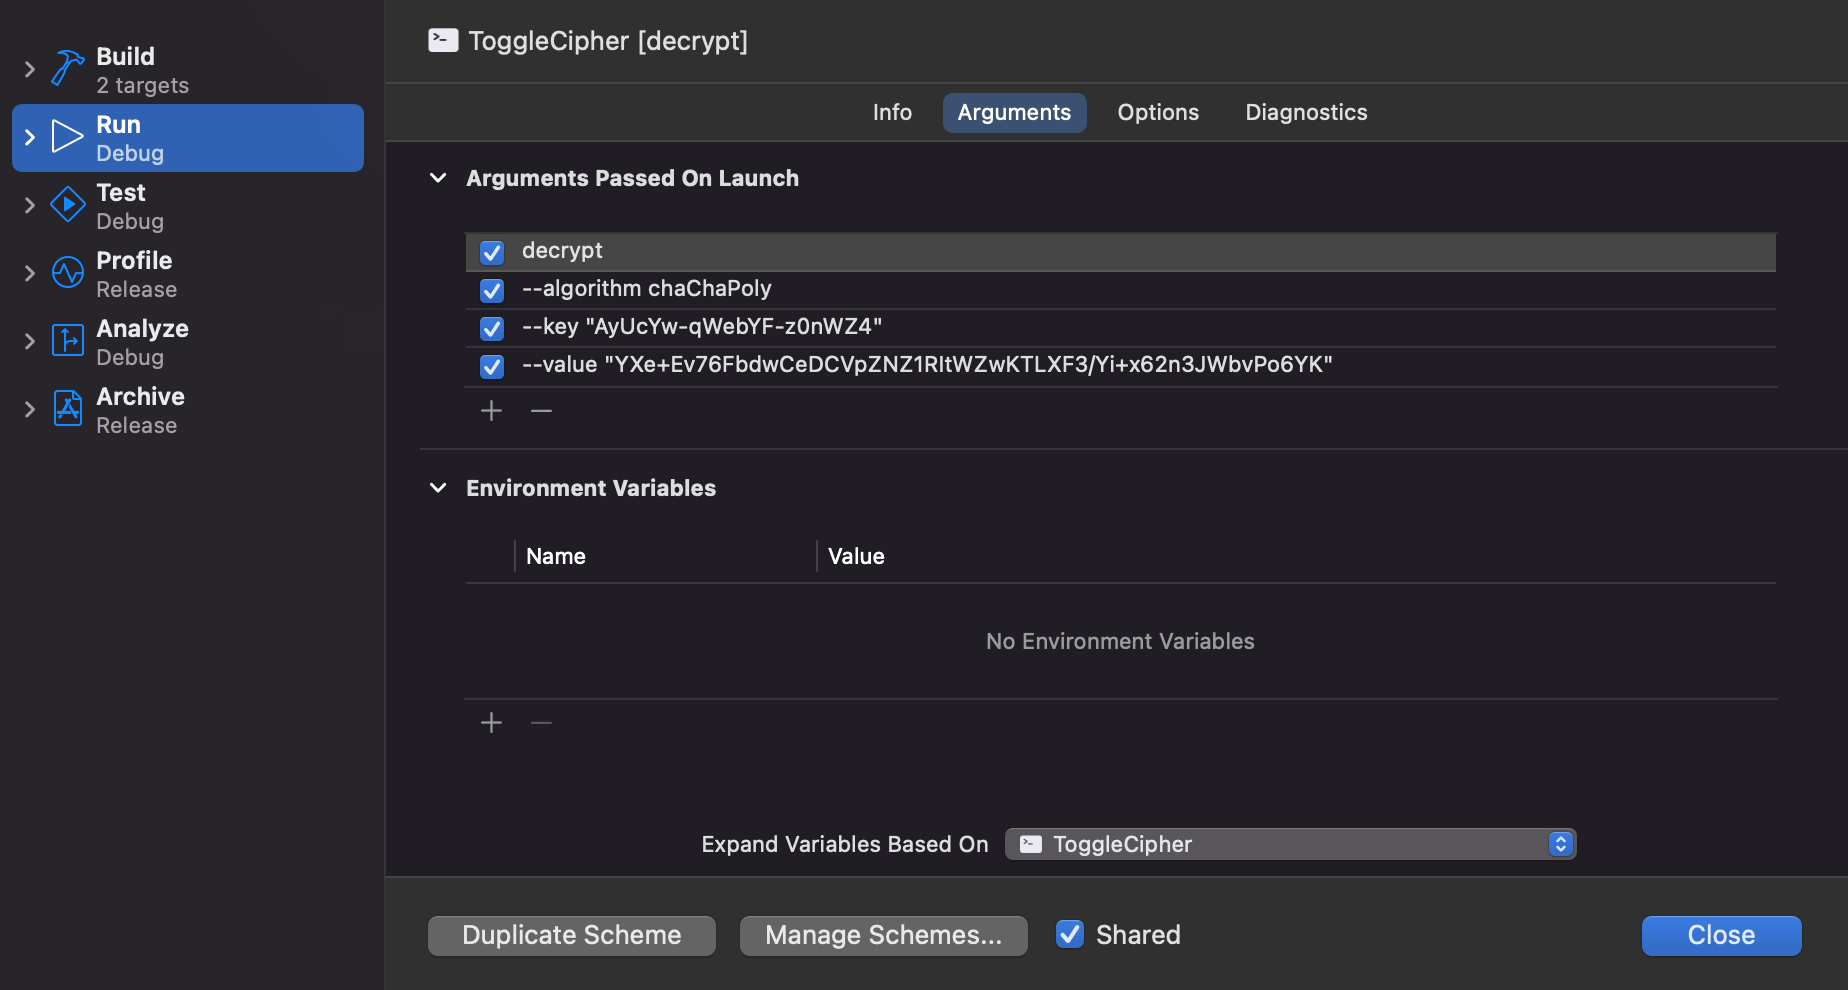 Build
2 targets
Run
Debug
Test
Debug
Profile
Release
Analyze
Debug
Archive
Release
ToggleCipher [decrypt]
Info Arguments Options Diagnostics
Arguments Passed On Launch
decrypt
--algorithm chaChaPoly
--key "AyUcYw-qWebYF-z0nWZ4"
--value "YXe+Ev76FbdwCeDCVpZNZ1RItWZwKTLXF3/Yi+x62n3JWbvPo6YK"
Environment Variables
Name Value
No Environment Variables
Expand Variables Based On ToggleCipher
Duplicate Scheme Manage Schemes... Shared Close